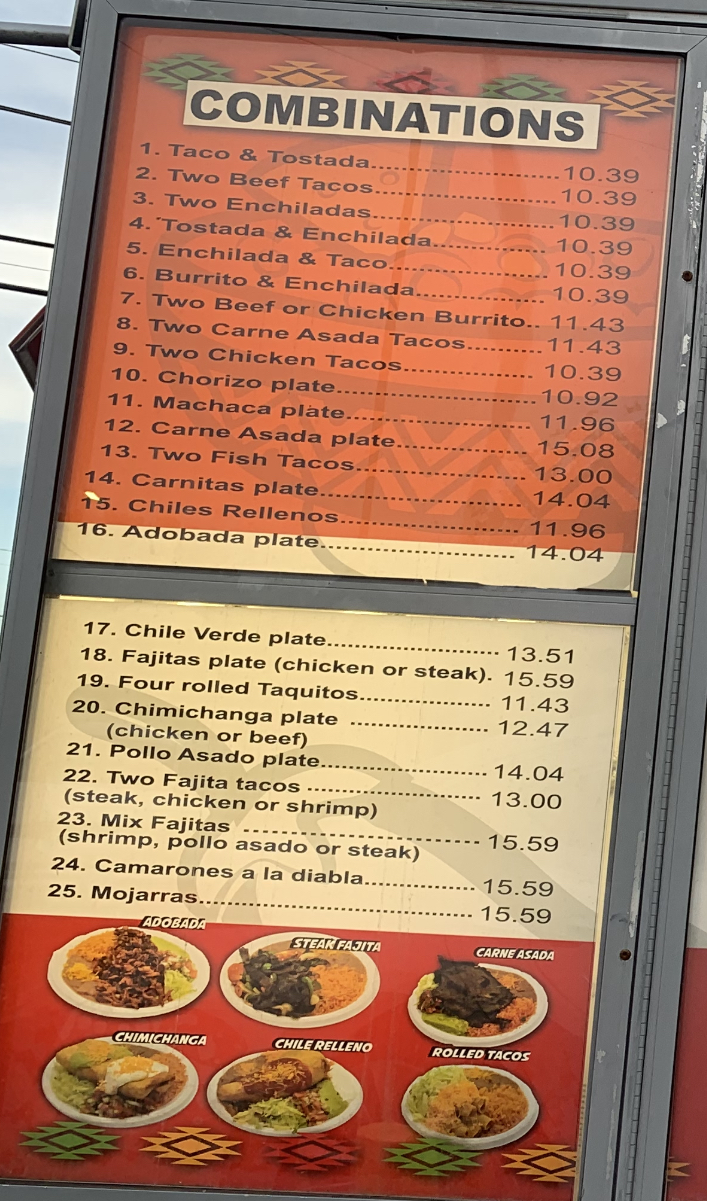 COMBINATIONS
1. Taco & Tostada..............................10.39
2. Two Beef Tacos..............................10.39
3. Two Enchiladas..............................10.39
4. Tostada & Enchilada....................10.39
5. Enchilada & Taco..........................10.39
6. Burrito & Enchilada......................10.39
7. Two Beef or Chicken Burrito.. 11.43
8. Two Carne Asada Tacos............11.43
9. Two Chicken Tacos..................... 10.39
10. Chorizo plate................................10.92
11. Machaca plate.............................. 11.96
12. Carne Asada plate...................... 15.08
13. Two Fish Tacos............................ 13.00
14. Carnitas plate................................. 14.04
15. Chiles Rellenos............................. 11.96
16. Adobada plate................................ 14.04
17. Chile Verde plate............................ 13.51
18. Fajitas plate (chicken or steak). 15.59
19. Four rolled Taquitos...................... 11.43
20. Chimichanga plate ....................... 12.47
(chicken or beef)
21. Pollo Asado plate............................ 14.04
22. Two Fajita tacos ............................. 13.00
(steak, chicken or shrimp)
23. Mix Fajitas ....................................... 15.59
(shrimp, pollo asado or steak)
24. Camarones a la diabla.................. 15.59
25. Mojarras.............................................. 15.59
ADOBADA
STEAK FAJITA
CARNE ASADA
CHIMICHANGA
CHILE RELLENO
ROLLED TACOS